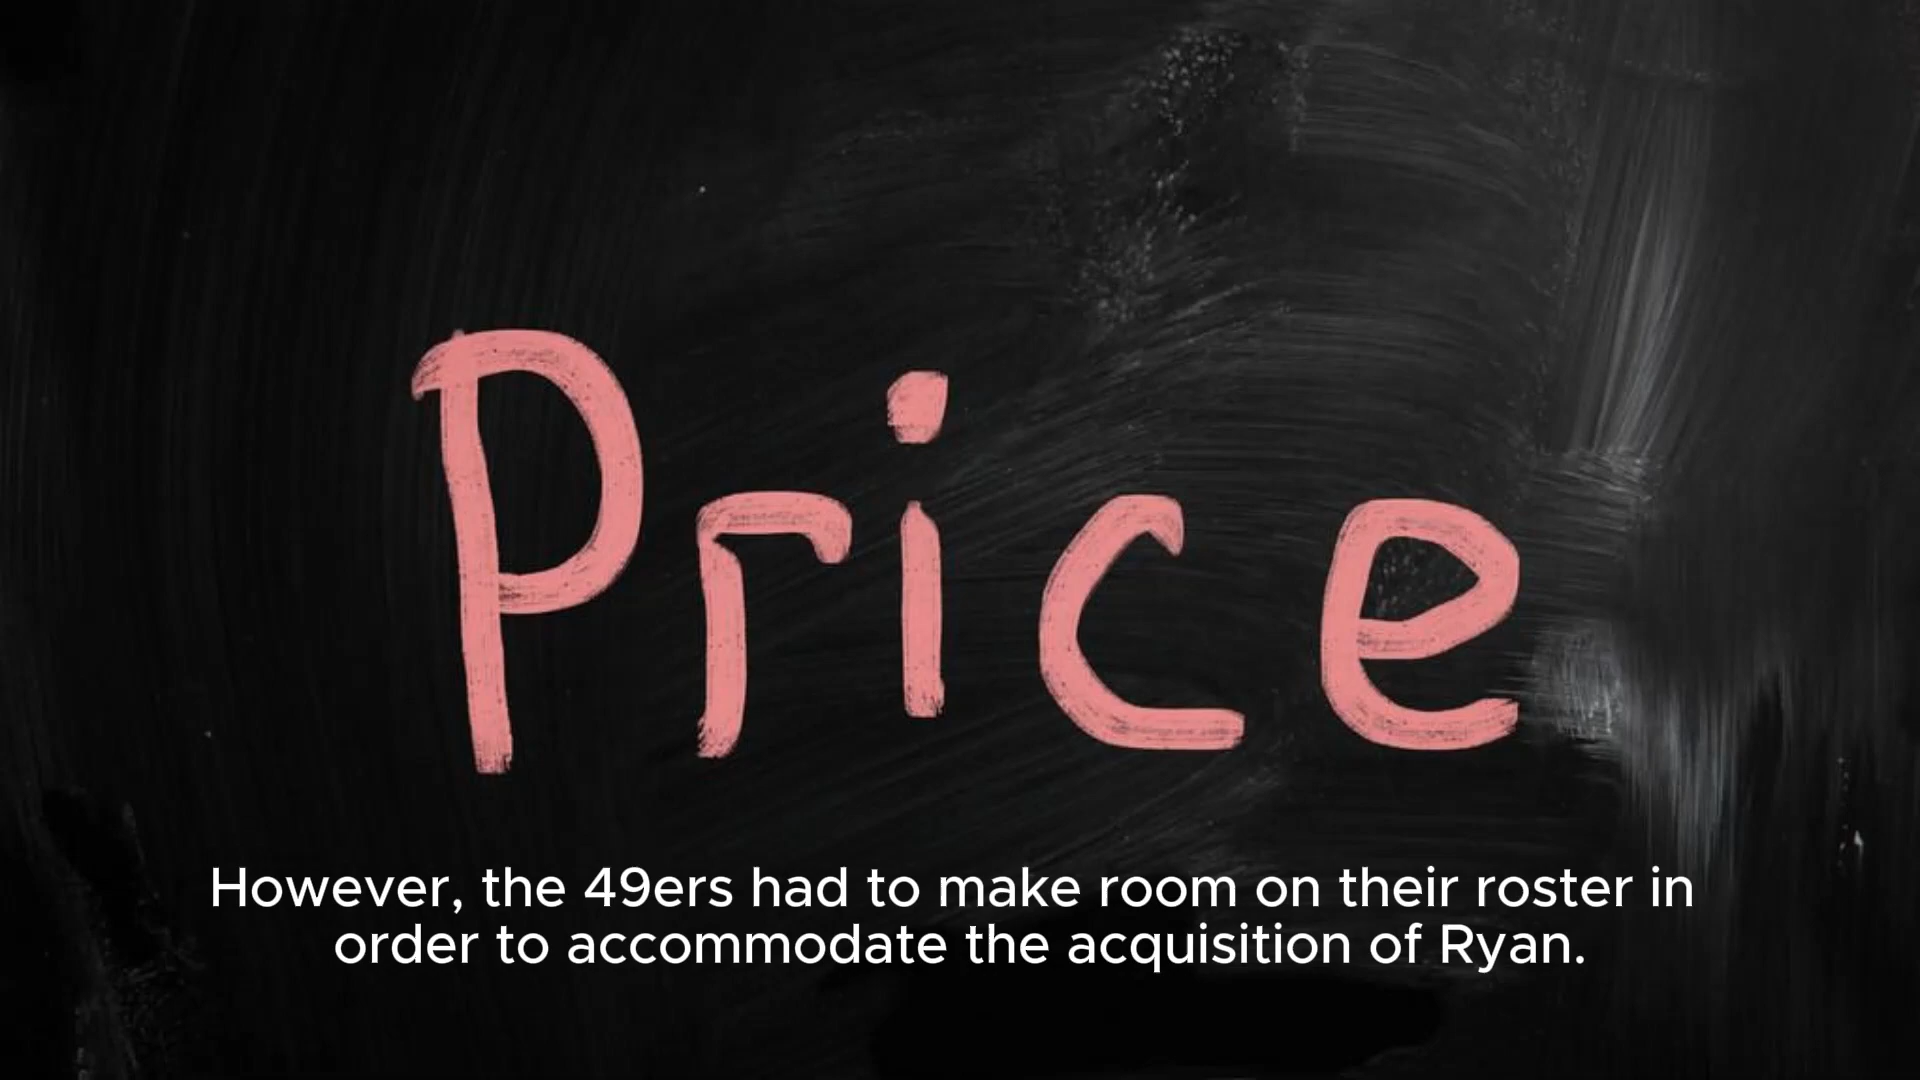 Price
However, the 49ers had to make room on their roster in
order to accommodate the acquisition of Ryan.